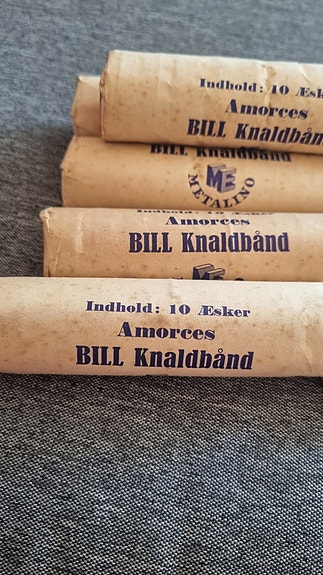 Indhold: 10 Æsker
Amorces
BILL Knaldbånd
BILL Knaldbånd
ME
METALINO
Amorces
BILL Knaldbånd
Indhold: 10 Æsker
Amorces
BILL Knaldbånd